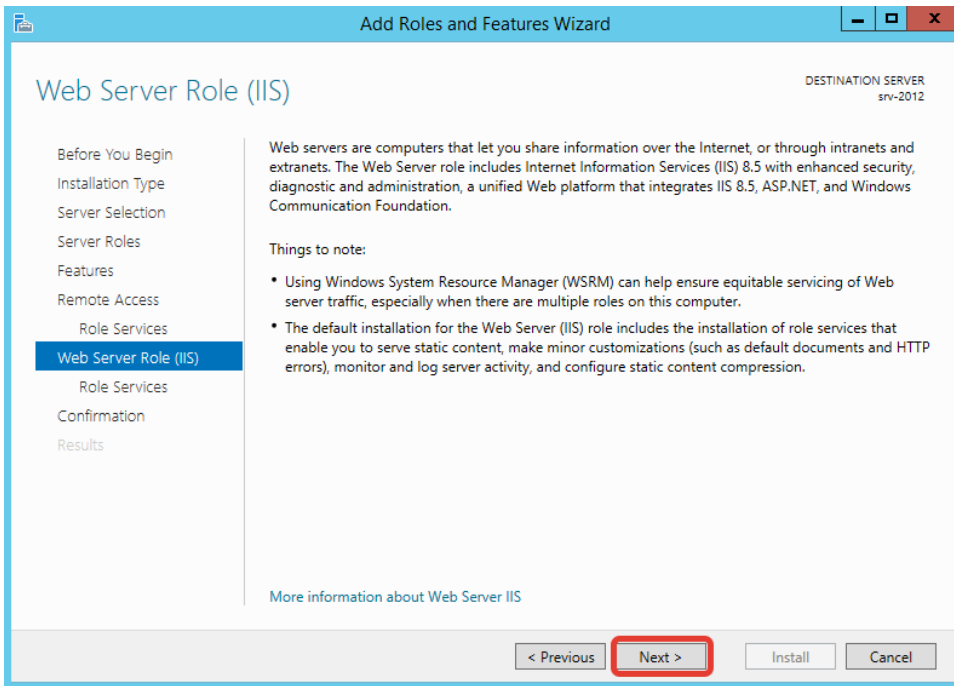 Add Roles and Features Wizard
Web Server Role (IIS)
DESTINATION SERVER
srv-2012
Before You Begin
Installation Type
Server Selection
Server Roles
Features
Remote Access
Role Services
Web Server Role (IIS)
Role Services
Confirmation
Results
Web servers are computers that let you share information over the Internet, or through intranets and
extranets. The Web Server role includes Internet Information Services (IIS) 8.5 with enhanced security,
diagnostic and administration, a unified Web platform that integrates IIS 8.5, ASP.NET, and Windows
Communication Foundation.
Things to note:
• Using Windows System Resource Manager (WSRM) can help ensure equitable servicing of Web
server traffic, especially when there are multiple roles on this computer.
• The default installation for the Web Server (IIS) role includes the installation of role services that
enable you to serve static content, make minor customizations (such as default documents and HTTP
errors), monitor and log server activity, and configure static content compression.
More information about Web Server IIS
< Previous
Next >
Install
Cancel